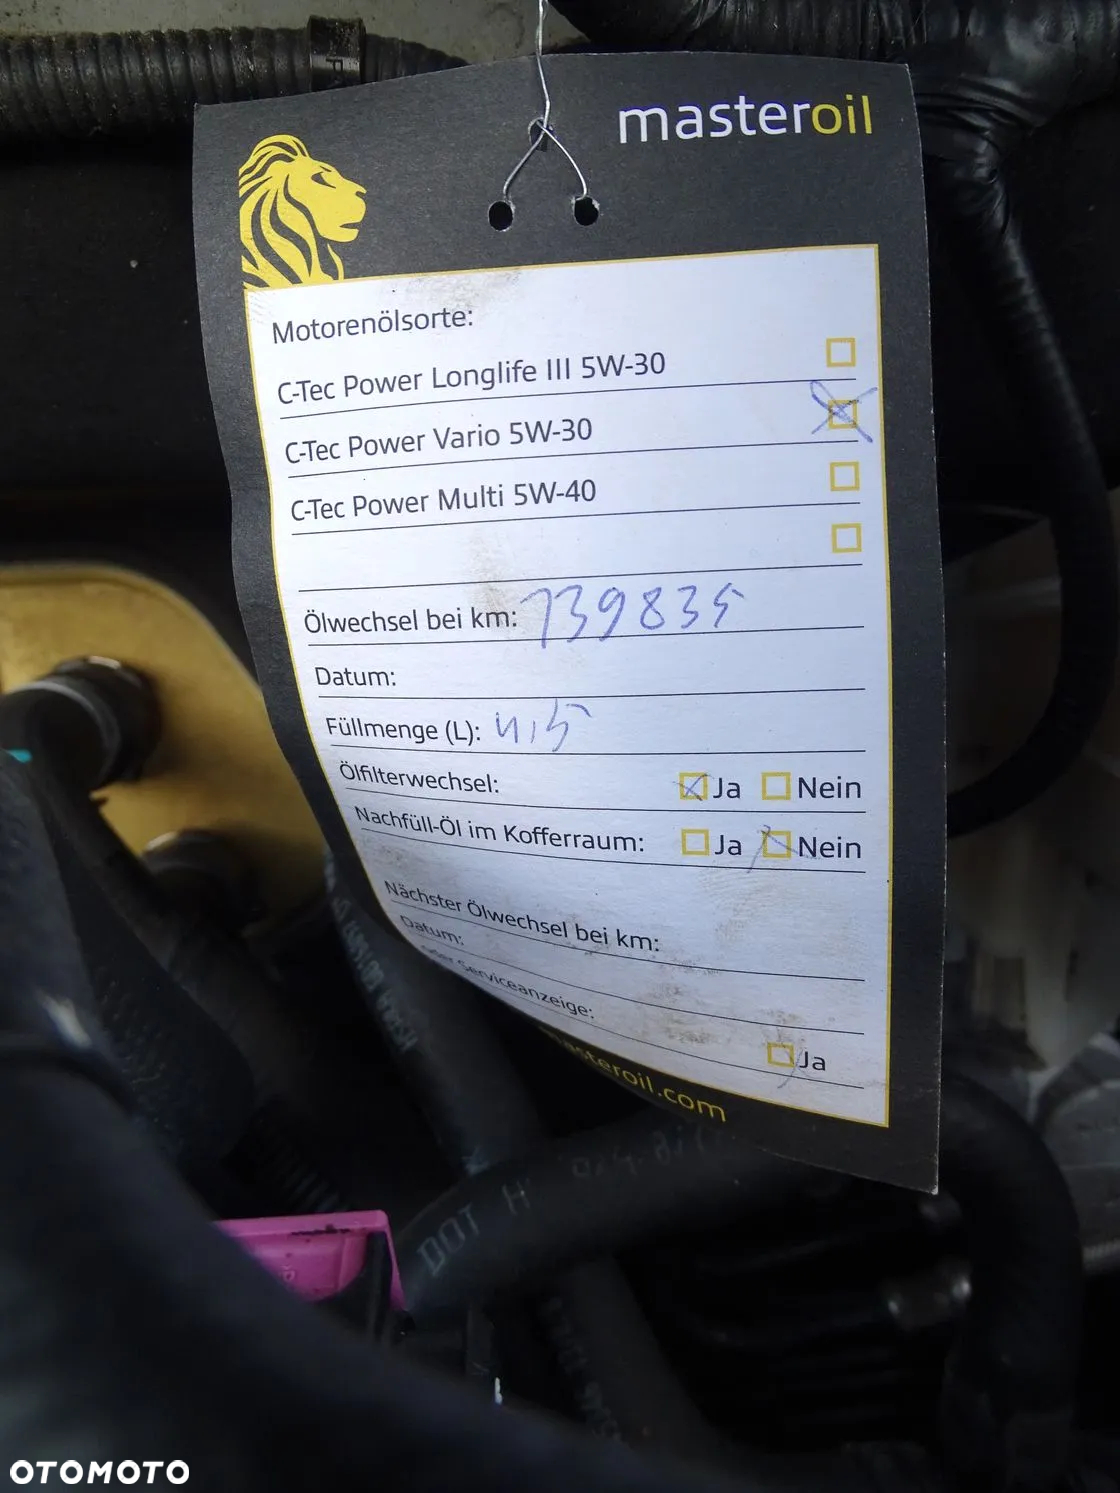 masteroil
Motorenölsorte:
C-Tec Power Longlife III 5W-30
C-Tec Power Vario 5W-30
C-Tec Power Multi 5W-40
Ölwechsel bei km: 139835
Datum:
Füllmenge (L): 4,5
Ölfilterwechsel: Ja Nein
Nachfüll-Öl im Kofferraum: Ja Nein
Nächster Ölwechsel bei km:
Datum:
oder Serviceanzeige: Ja
masteroil.com
DOT H
OTOMOTO